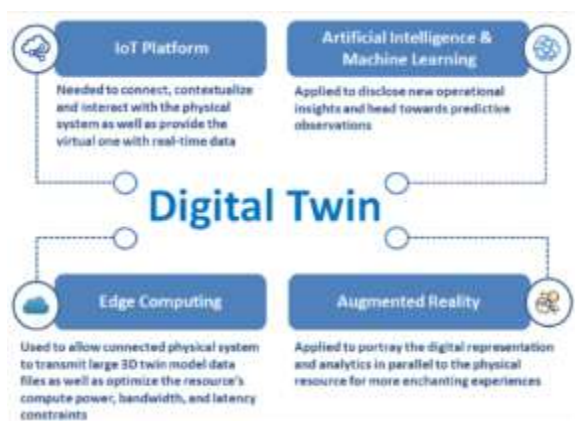 IoT Platform
Needed to connect, contextualize
and interact with the physical
system as well as provide the
virtual one with real-time data
Artificial Intelligence &
Machine Learning
Applied to disclose new operational
insights and head towards predictive
observations
Digital Twin
Edge Computing
Used to allow connected physical system
to transmit large 3D twin model data
files as well as optimize the resource's
compute power, bandwidth, and latency
constraints
Augmented Reality
Applied to portray the digital representation
and analytics in parallel to the physical
resource for more enchanting experiences